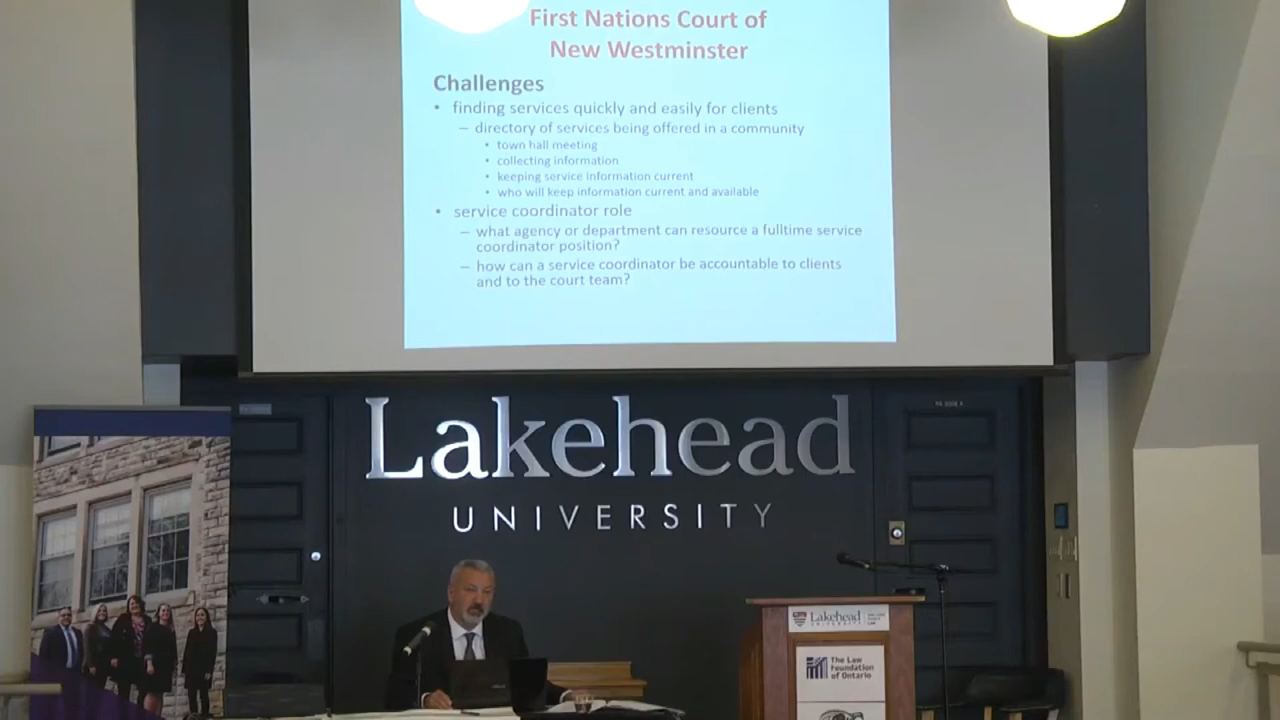 First Nations Court of
New Westminster
Challenges
• finding services quickly and easily for clients
– directory of services being offered in a community
• town hall meeting
• collecting information
• keeping service information current
• who will keep information current and available
• service coordinator role
– what agency or department can resource a fulltime service
coordinator position?
– how can a service coordinator be accountable to clients
and to the court team?
Lakehead
UNIVERSITY
Lakehead
UNIVERSITY
The Law
Foundation
of Ontario